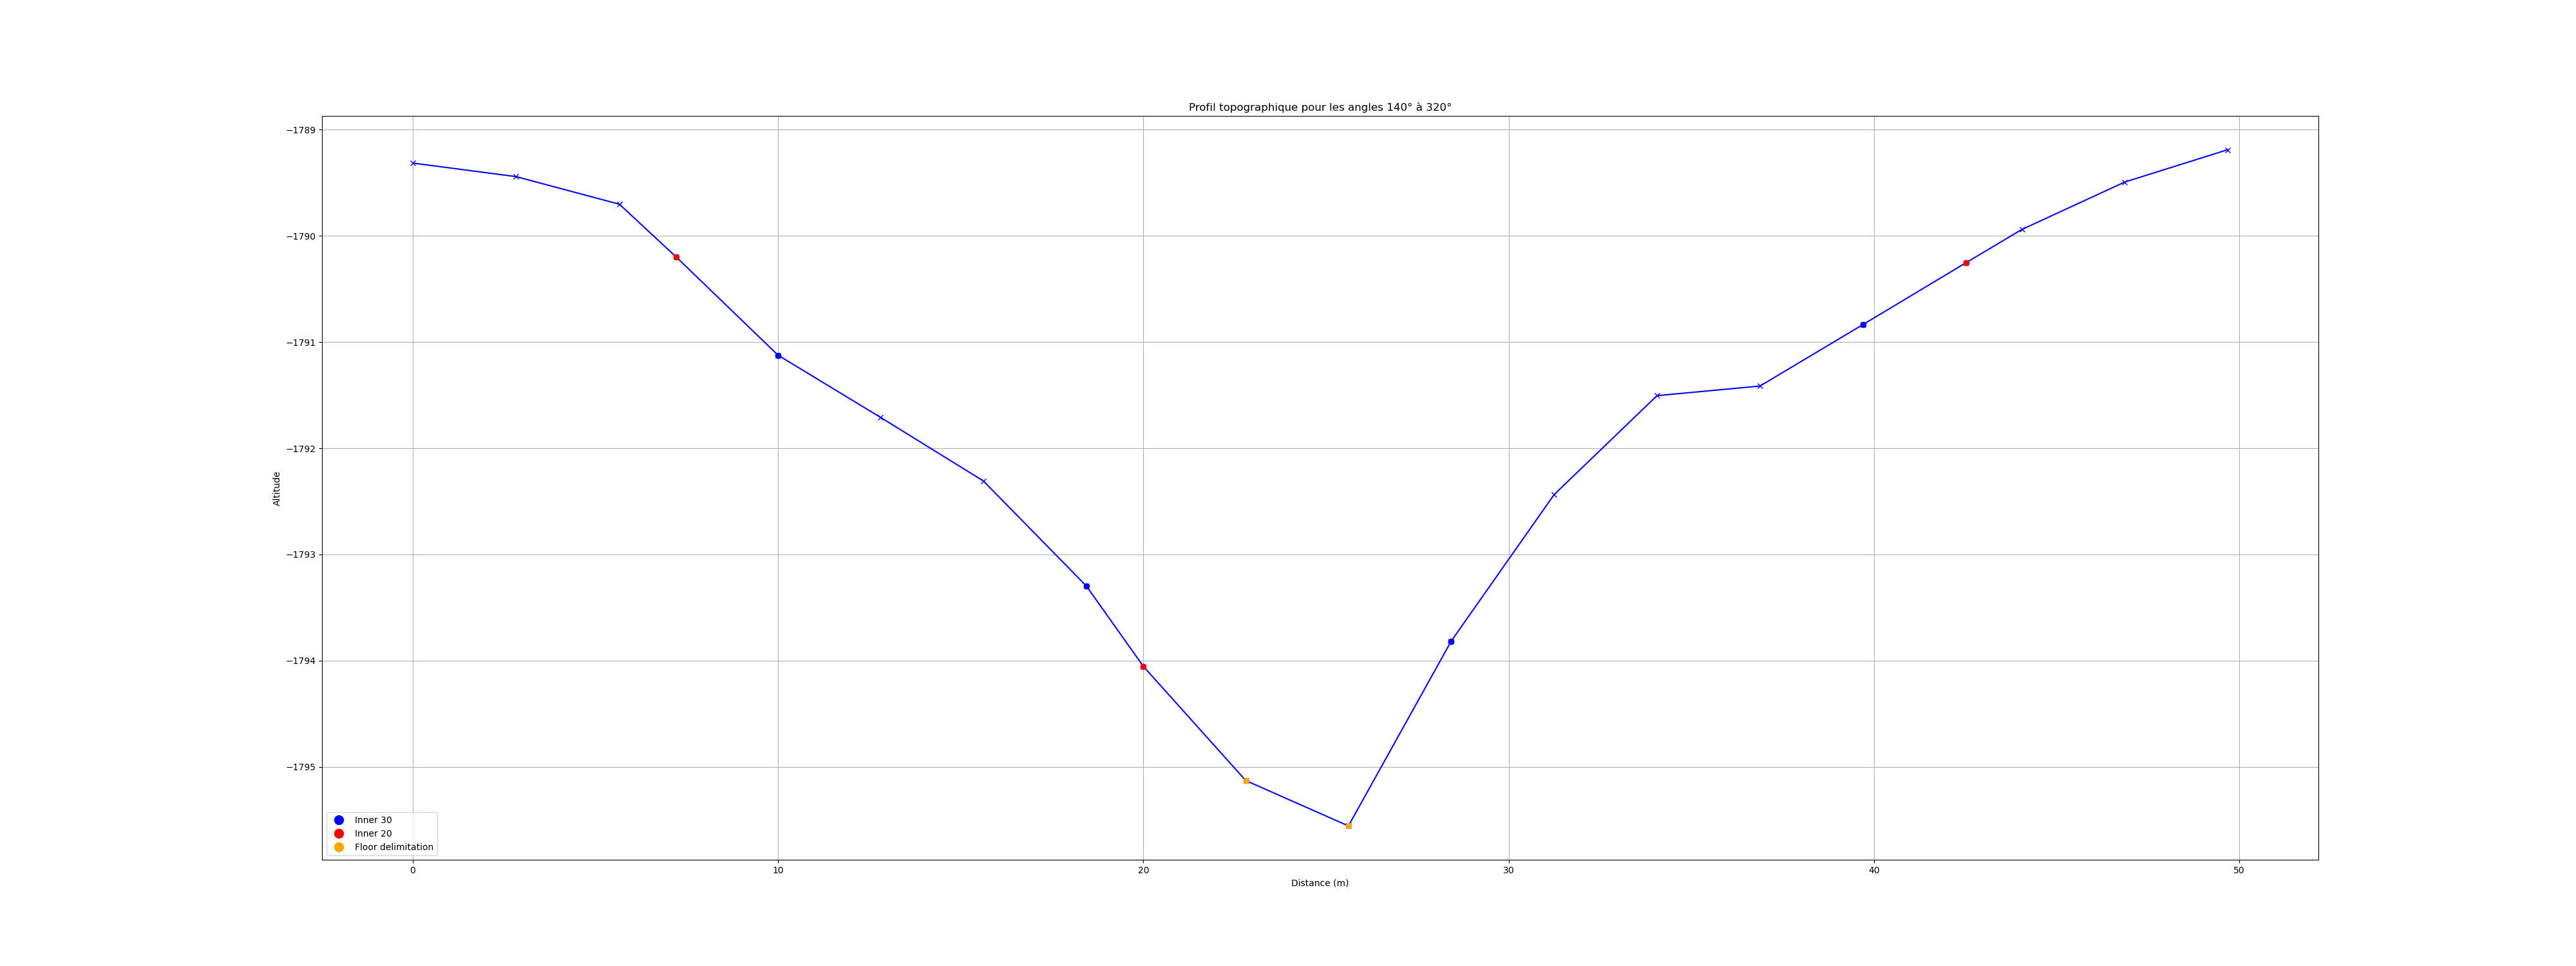 Profil topographique pour les angles 140° à 320°
−1789
−1790
−1791
−1792
−1793
−1794
−1795
Altitude
Inner 30
Inner 20
Floor delimitation
0
10
20
30
40
50
Distance (m)